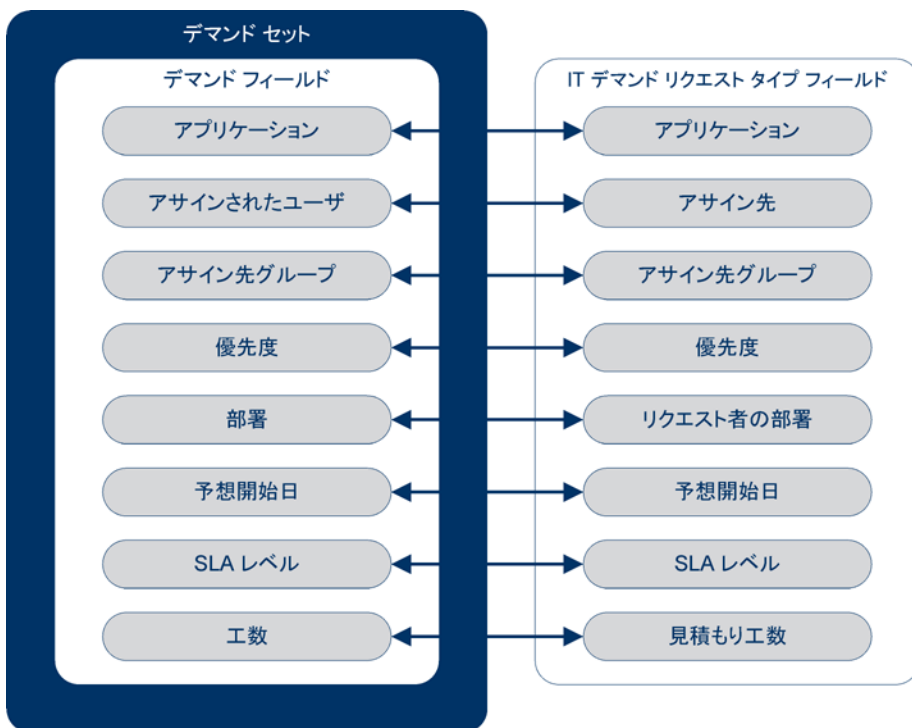 デマンド セット
デマンド フィールド
IT デマンド リクエスト タイプ フィールド
アプリケーション
アプリケーション
アサインされたユーザ
アサイン先
アサイン先グループ
アサイン先グループ
優先度
優先度
部署
リクエスト者の部署
予想開始日
予想開始日
SLA レベル
SLA レベル
工数
見積もり工数